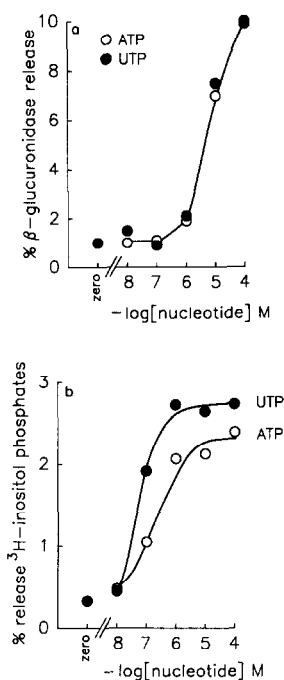 a
ATP
UTP
10
8
6
4
2
0
% β-glucuronidase release
zero
8 7 6 5 4
−log[nucleotide] M
b
3
2
1
0
% release ³H-inositol phosphates
UTP
ATP
zero
8 7 6 5 4
−log[nucleotide] M